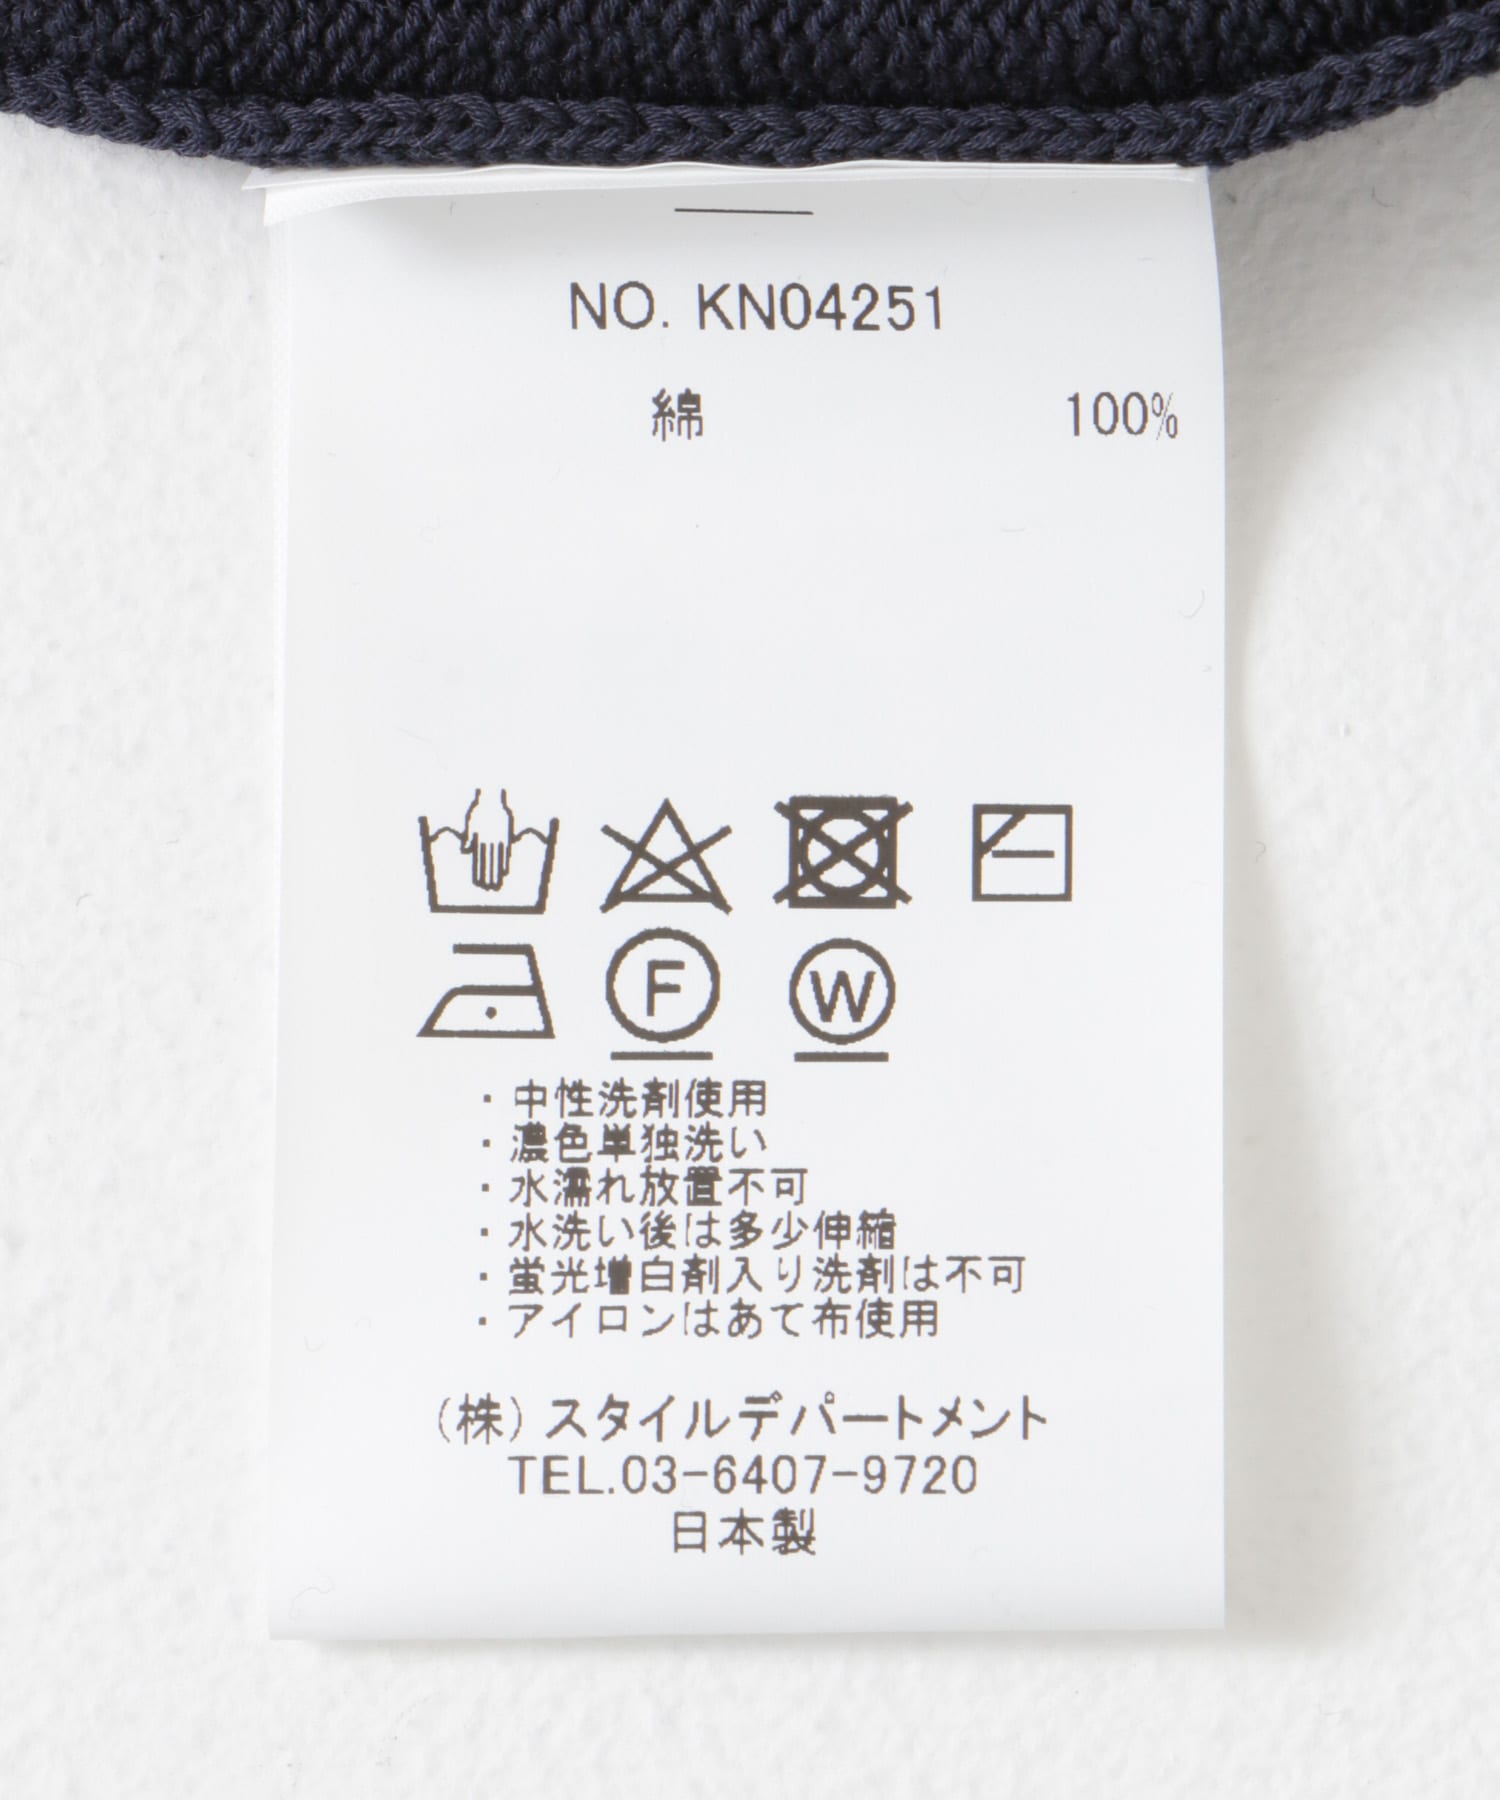 NO. KN04251
綿 100%
F W
・中性洗剤使用
・濃色単独洗い
・水濡れ放置不可
・水洗い後は多少伸縮
・蛍光増白剤入り洗剤は不可
・アイロンはあて布使用
(株)スタイルデパートメント
TEL.03-6407-9720
日本製